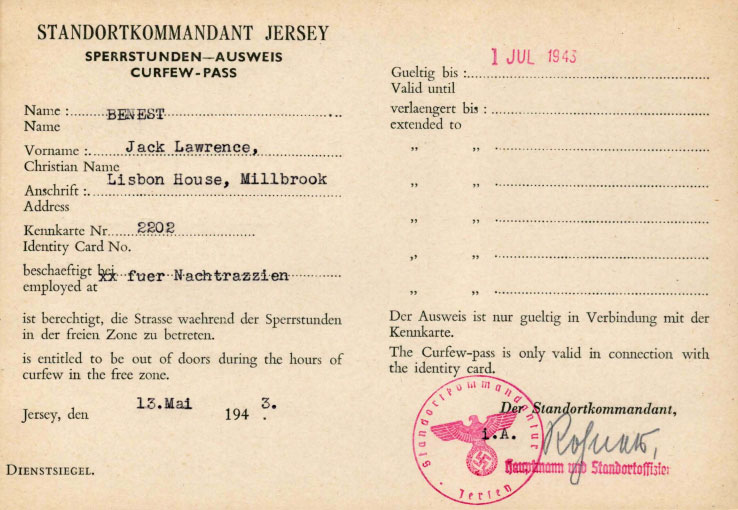 STANDORTKOMMANDANT JERSEY
SPERRSTUNDEN—AUSWEIS
CURFEW-PASS
Name : BENEST
Name
Vorname : Jack Lawrence,
Christian Name
Anschrift : Lisbon House, Millbrook
Address
Kennkarte Nr. 2202
Identity Card No.
beschaeftigt bei xx fuer Nachtrazzien
employed at
ist berechtigt, die Strasse waehrend der Sperrstunden
in der freien Zone zu betreten.
is entitled to be out of doors during the hours of
curfew in the free zone.
Jersey, den 13.Mai 194 3.
DIENSTSIEGEL.
1 JUL 1943
Gueltig bis :
Valid until
verlaengert bis :
extended to
„ „
„ „
„ „
„ „
„ „
Der Ausweis ist nur gueltig in Verbindung mit der
Kennkarte.
The Curfew-pass is only valid in connection with
the identity card.
Standortkommandantur
Jersey
Der Standortkommandant,
i.A.
Hauptmann und Standortoffizier